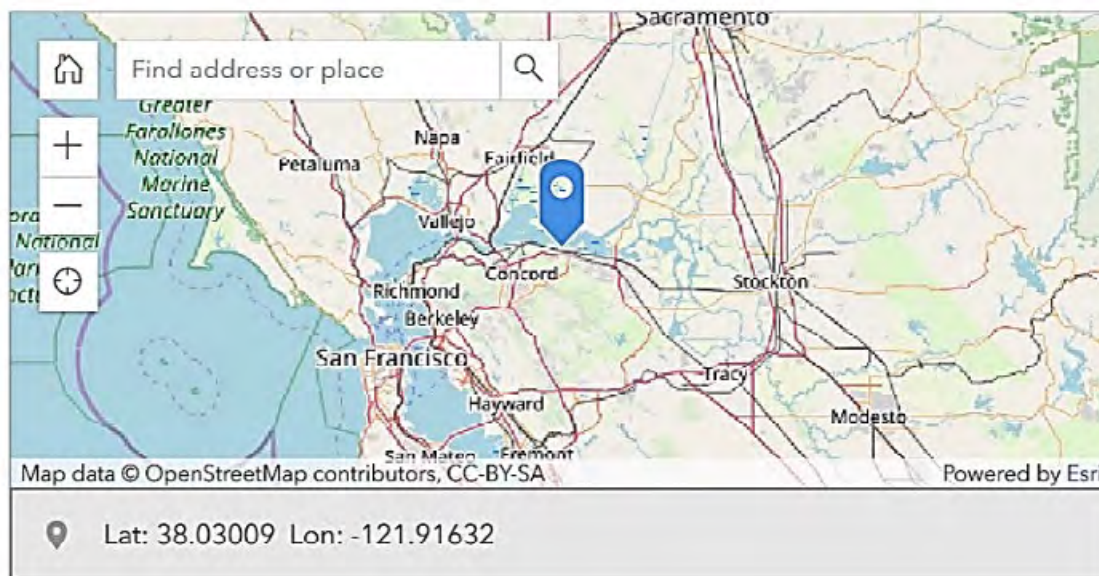 Sacramento
Find address or place
Greater
Farallones
National
Marine
Sanctuary
Napa
Petaluma
Fairfield
Vallejo
National
Concord
Stockton
Richmond
Berkeley
San Francisco
Tracy
Hayward
Modesto
San Mateo
Fremont
Map data © OpenStreetMap contributors, CC-BY-SA
Powered by Esri
Lat: 38.03009 Lon: -121.91632